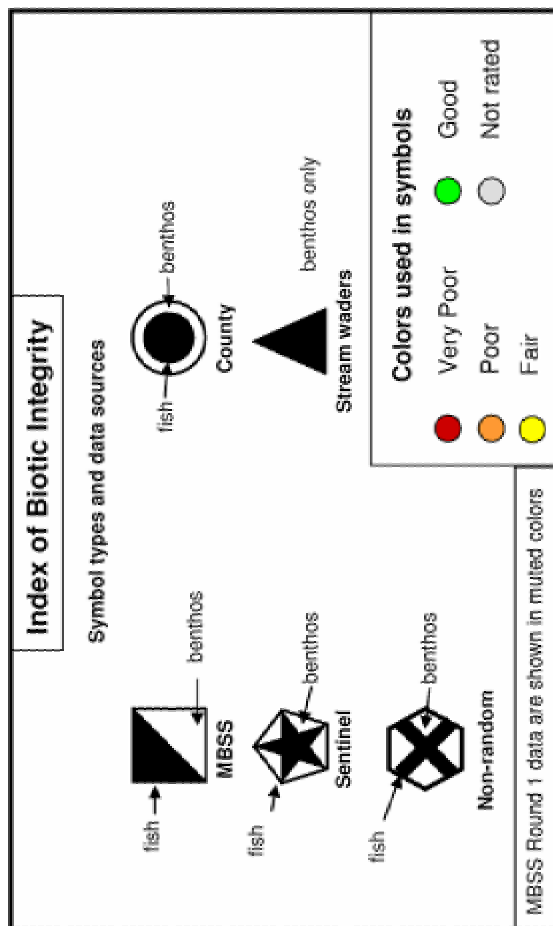 Index of Biotic Integrity
Symbol types and data sources
fish
benthos
MBSS
fish
benthos
County
fish
benthos
Sentinel
benthos only
Stream waders
fish
benthos
Non-random
Colors used in symbols
Very Poor
Good
Poor
Not rated
Fair
MBSS Round 1 data are shown in muted colors